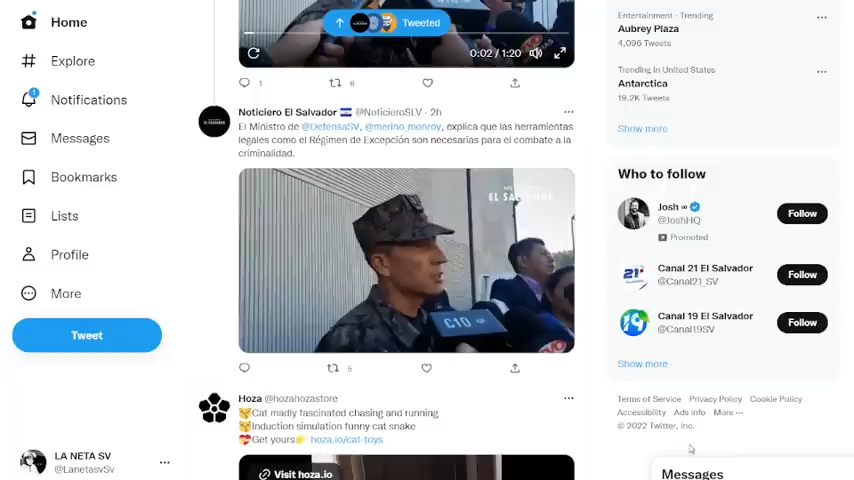 Home
Explore
1
Notifications
Messages
Bookmarks
Lists
Profile
More
Tweet
LA NETA SV
@LanetasvSv
Tweeted
0:02 / 1:20
1
6
Noticiero El Salvador @NoticieroSLV · 2h
El Ministro de @DefensaSV, @merino_monroy, explica que las herramientas
legales como el Régimen de Excepción son necesarias para el combate a la
criminalidad.
EL SALVADOR
C10
5
Hoza @hozahozastore
Cat madly fascinated chasing and running
Induction simulation funny cat snake
Get yours hoza.io/cat-toys
Visit hoza.io
Entertainment · Trending
Aubrey Plaza
4,096 Tweets
Trending in United States
Antarctica
19.2K Tweets
Show more
Who to follow
Josh
@JoshHQ
Promoted
Follow
21
Canal 21 El Salvador
@Canal21_SV
Follow
19
Canal 19 El Salvador
@Canal19SV
Follow
Show more
Terms of Service Privacy Policy Cookie Policy
Accessibility Ads info More ···
© 2022 Twitter, Inc.
Messages